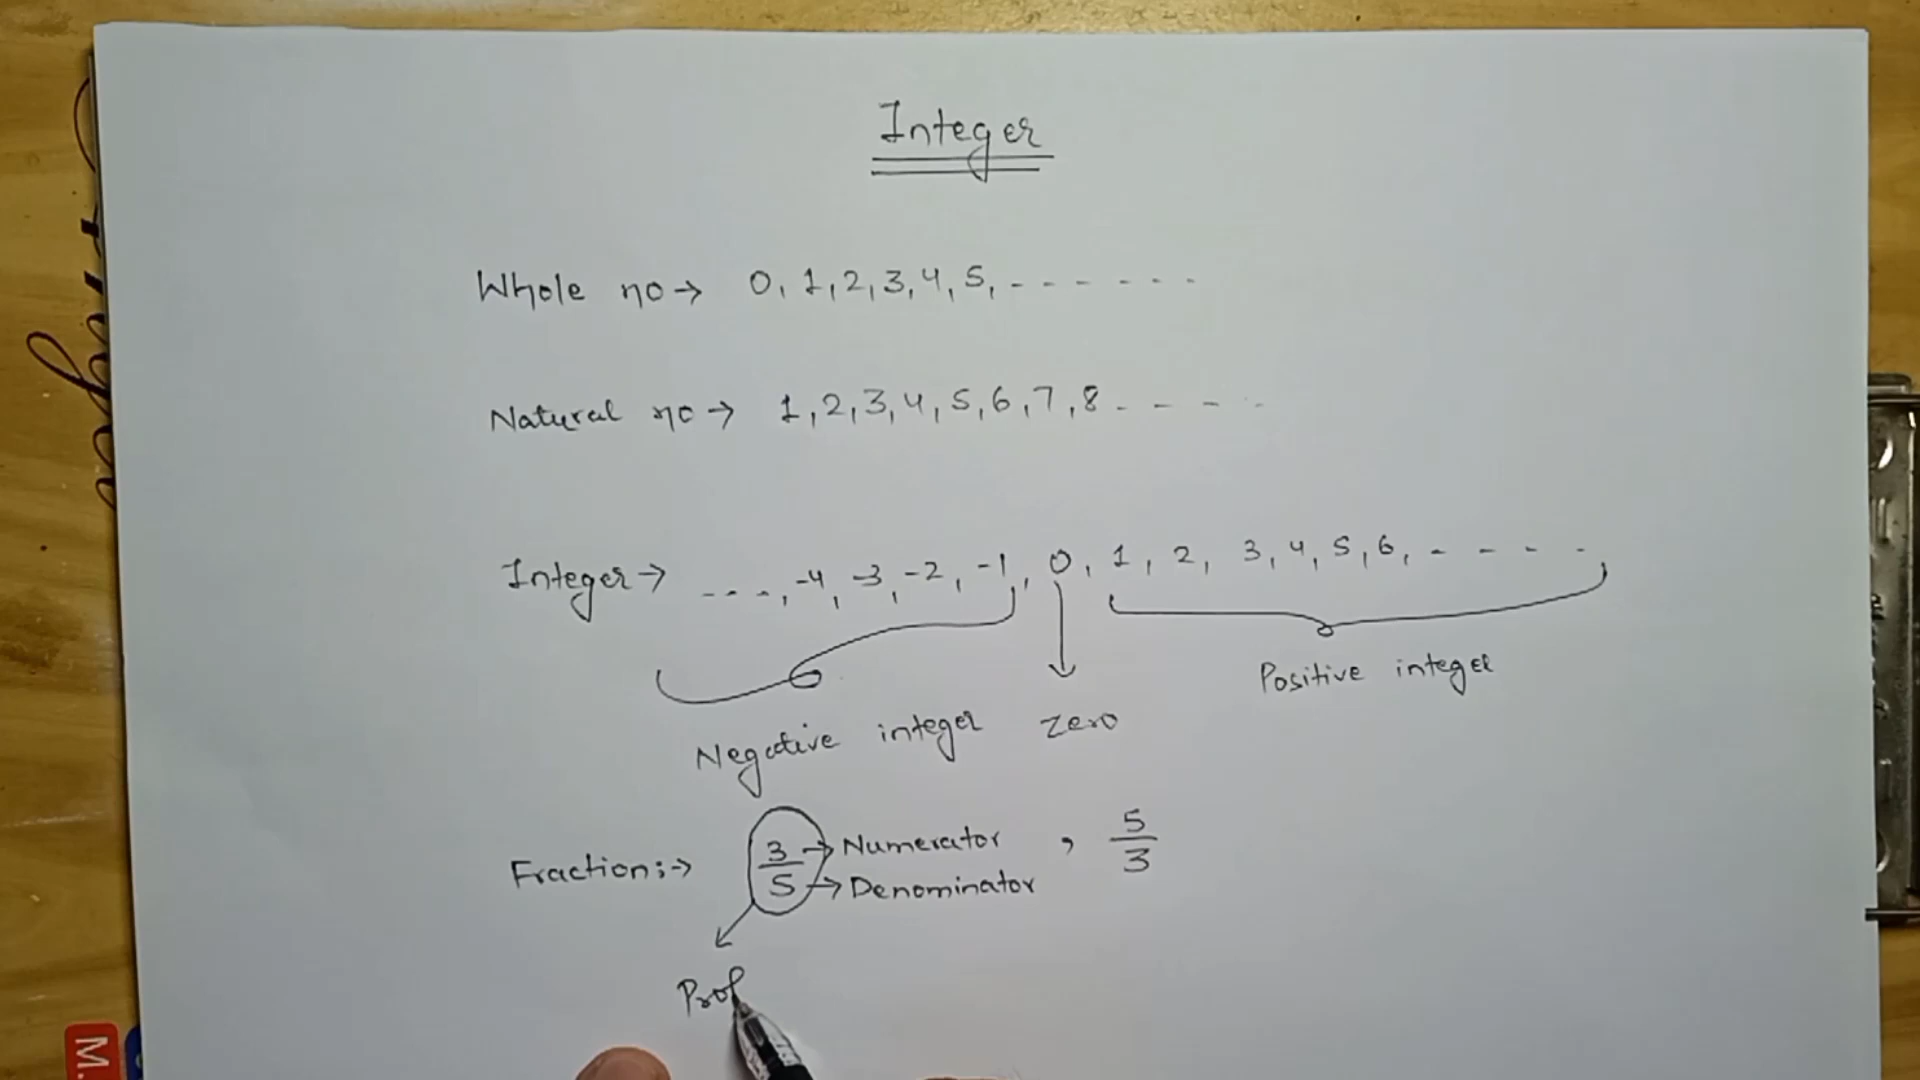 Integer
Whole no → 0, 1, 2, 3, 4, 5, - - - - - -
Natural no → 1, 2, 3, 4, 5, 6, 7, 8 - - - -
Integer → - - -, -4, -3, -2, -1, 0, 1, 2, 3, 4, 5, 6, - - - -
Positive integer
Negative integer zero
Fraction :→ 3/5 → Numerator → Denominator , 5/3
Prop
M.